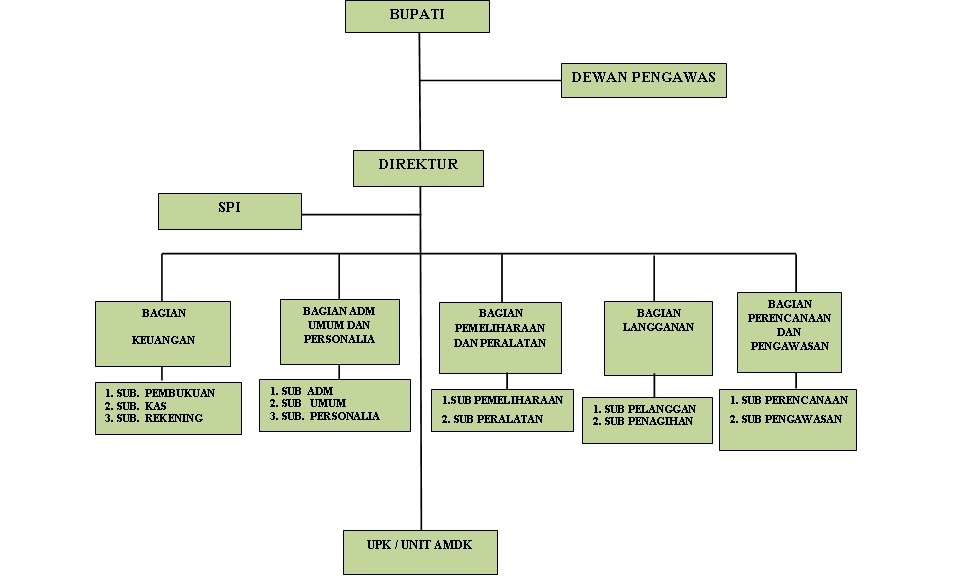 BUPATI
DEWAN PENGAWAS
DIREKTUR
SPI
BAGIAN
KEUANGAN
1. SUB. PEMBUKUAN
2. SUB. KAS
3. SUB. REKENING
BAGIAN ADM
UMUM DAN
PERSONALIA
1. SUB ADM
2. SUB UMUM
3. SUB. PERSONALIA
BAGIAN
PEMELIHARAAN
DAN PERALATAN
1.SUB PEMELIHARAAN
2. SUB PERALATAN
BAGIAN
LANGGANAN
1. SUB PELANGGAN
2. SUB PENAGIHAN
BAGIAN
PERENCANAAN
DAN
PENGAWASAN
1. SUB PERENCANAAN
2. SUB PENGAWASAN
UPK / UNIT AMDK